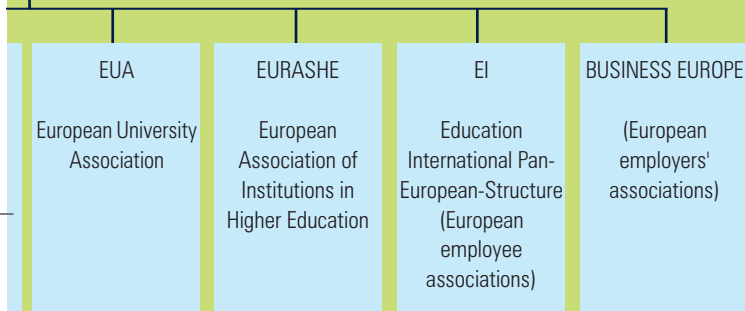 EUA
European University
Association
EURASHE
European
Association of
Institutions in
Higher Education
EI
Education
International Pan-
European-Structure
(European
employee
associations)
BUSINESS EUROPE
(European
employers'
associations)